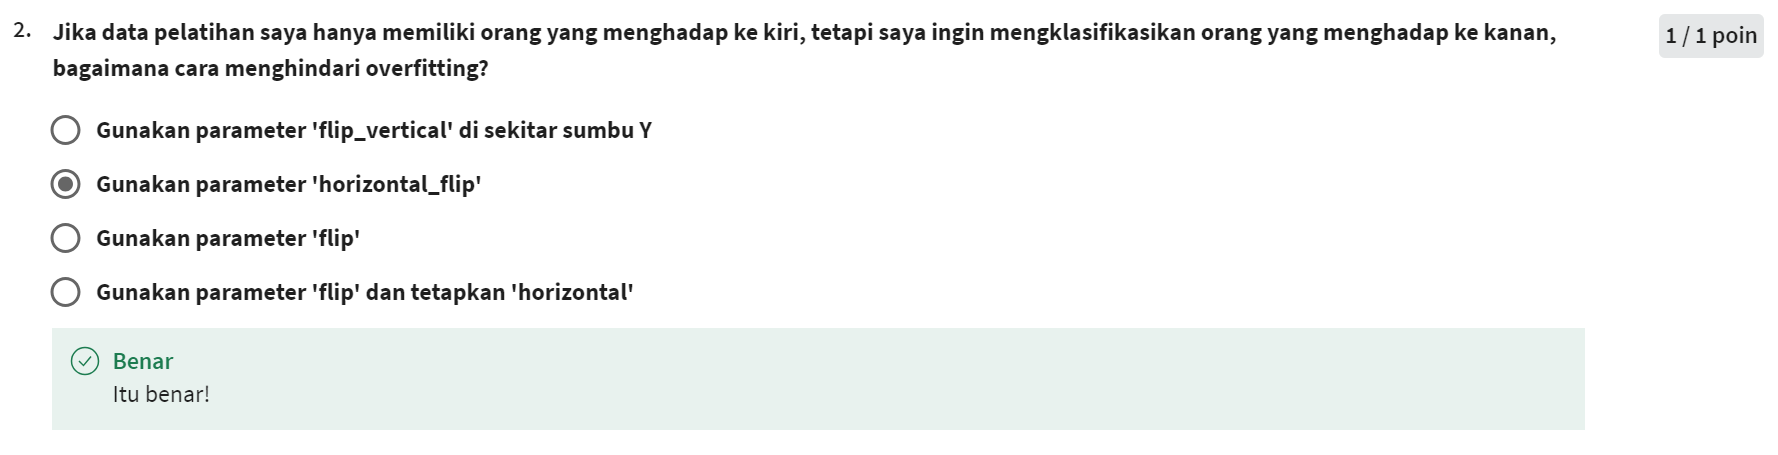 2. Jika data pelatihan saya hanya memiliki orang yang menghadap ke kiri, tetapi saya ingin mengklasifikasikan orang yang menghadap ke kanan, 1 / 1 poin
bagaimana cara menghindari overfitting?
Gunakan parameter 'flip_vertical' di sekitar sumbu Y
Gunakan parameter 'horizontal_flip'
Gunakan parameter 'flip'
Gunakan parameter 'flip' dan tetapkan 'horizontal'
Benar
Itu benar!